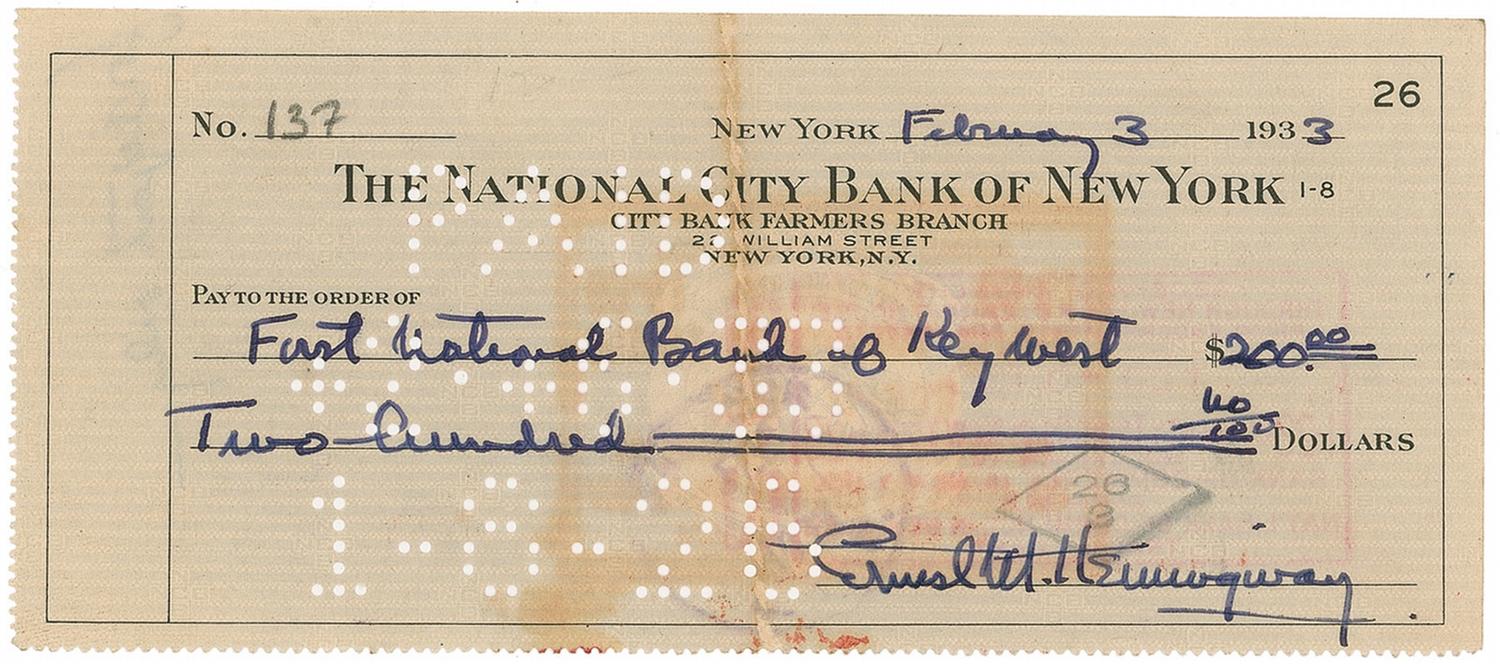 26
No. 137 NEW YORK February 3 1933
THE NATIONAL CITY BANK OF NEW YORK 1-8
CITY BANK FARMERS BRANCH
22 WILLIAM STREET
NEW YORK, N.Y.
PAY TO THE ORDER OF
First National Bank of Key West $200.00
Two hundred no/100 DOLLARS
26
3
Ernest M. Hemingway